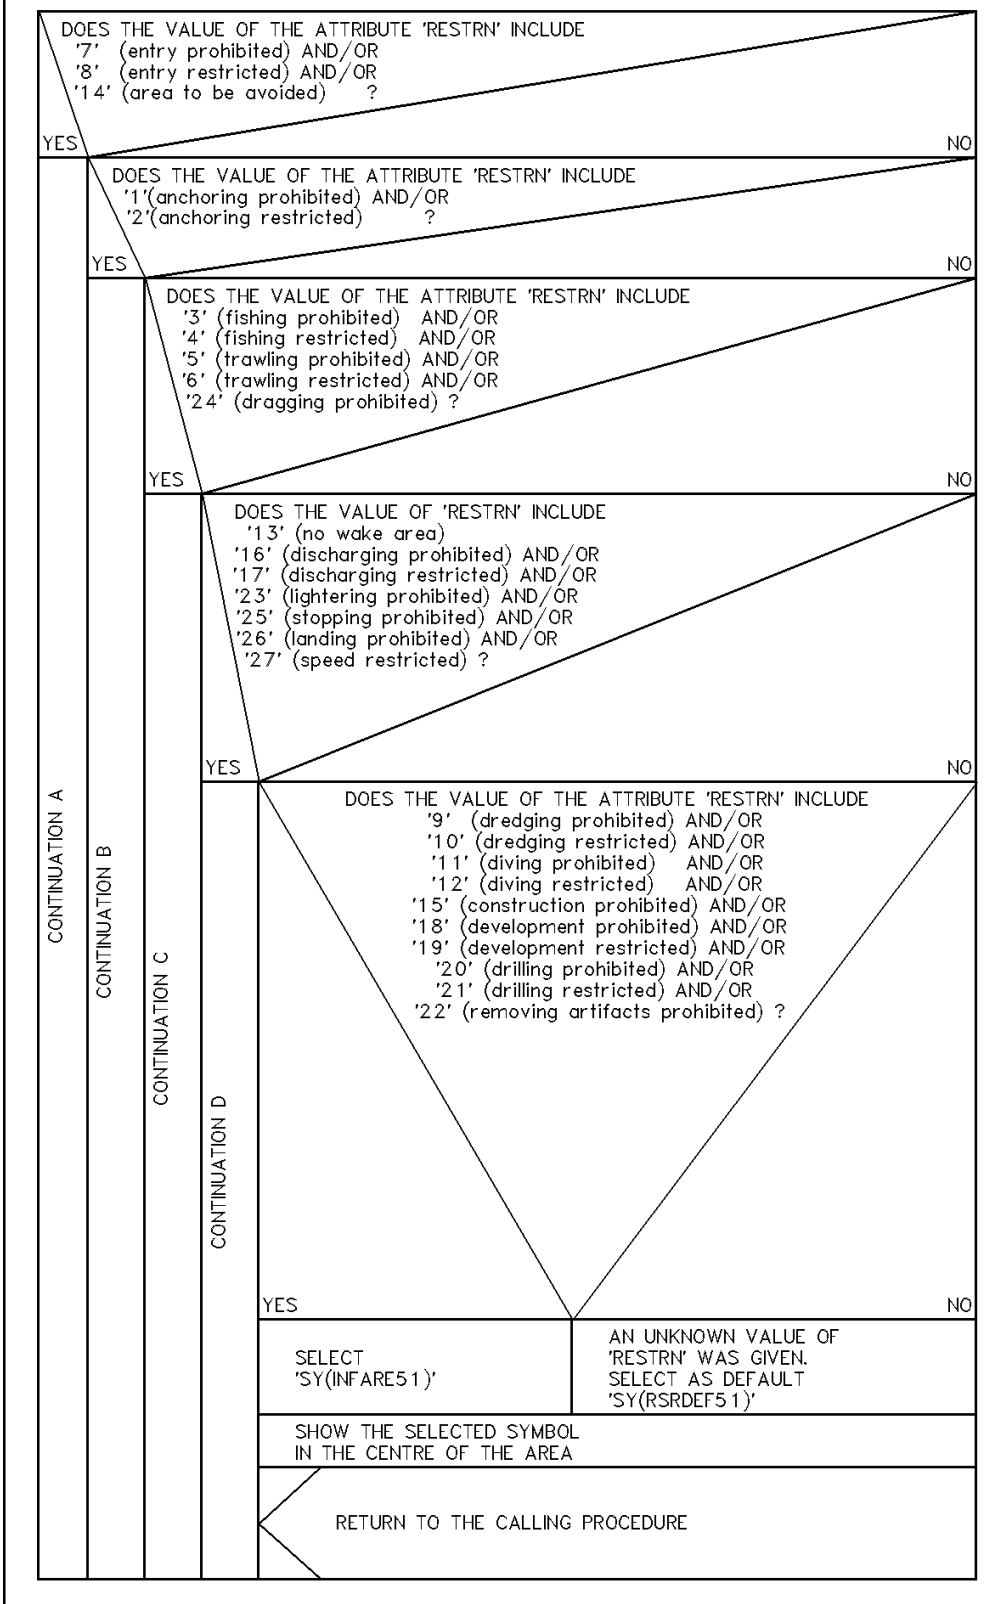 DOES THE VALUE OF THE ATTRIBUTE 'RESTRN' INCLUDE
'7' (entry prohibited) AND/OR
'8' (entry restricted) AND/OR
'14' (area to be avoided) ?
YES
NO
DOES THE VALUE OF THE ATTRIBUTE 'RESTRN' INCLUDE
'1'(anchoring prohibited) AND/OR
'2'(anchoring restricted) ?
YES
NO
DOES THE VALUE OF THE ATTRIBUTE 'RESTRN' INCLUDE
'3' (fishing prohibited) AND/OR
'4' (fishing restricted) AND/OR
'5' (trawling prohibited) AND/OR
'6' (trawling restricted) AND/OR
'24' (dragging prohibited) ?
YES
NO
DOES THE VALUE OF 'RESTRN' INCLUDE
'13' (no wake area)
'16' (discharging prohibited) AND/OR
'17' (discharging restricted) AND/OR
'23' (lightering prohibited) AND/OR
'25' (stopping prohibited) AND/OR
'26' (landing prohibited) AND/OR
'27' (speed restricted) ?
YES
NO
DOES THE VALUE OF THE ATTRIBUTE 'RESTRN' INCLUDE
'9' (dredging prohibited) AND/OR
'10' (dredging restricted) AND/OR
'11' (diving prohibited) AND/OR
'12' (diving restricted) AND/OR
'15' (construction prohibited) AND/OR
'18' (development prohibited) AND/OR
'19' (development restricted) AND/OR
'20' (drilling prohibited) AND/OR
'21' (drilling restricted) AND/OR
'22' (removing artifacts prohibited) ?
CONTINUATION A
CONTINUATION B
CONTINUATION C
CONTINUATION D
YES
NO
SELECT
'SY(INFARE51)'
AN UNKNOWN VALUE OF
'RESTRN' WAS GIVEN.
SELECT AS DEFAULT
'SY(RSRDEF51)'
SHOW THE SELECTED SYMBOL
IN THE CENTRE OF THE AREA
RETURN TO THE CALLING PROCEDURE